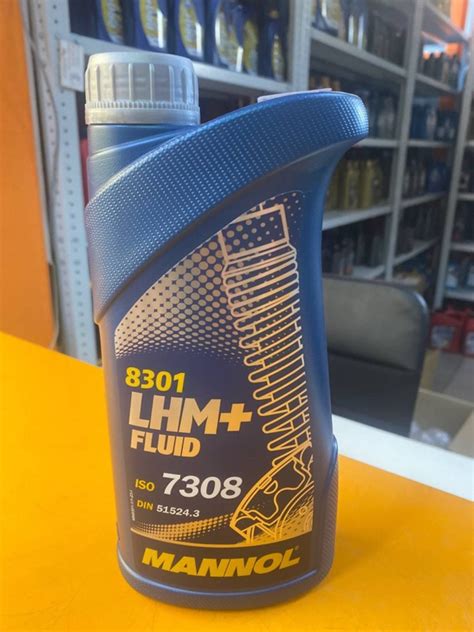 8301
LHM+
FLUID
ISO 7308
DIN 51524.3
MANNOL